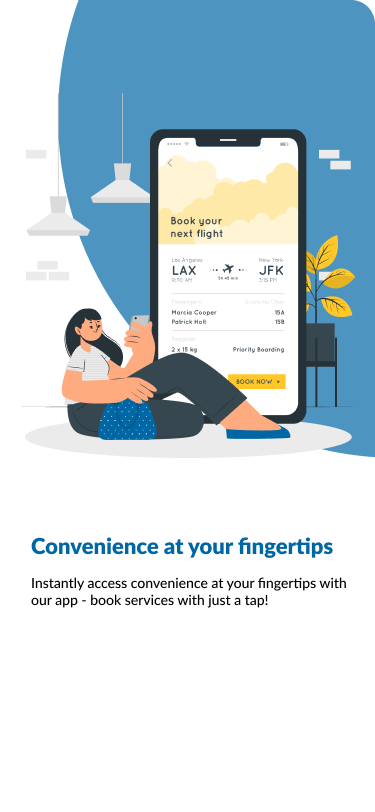 Book your
next flight
Los Angeles New York
LAX JFK
9:30 AM 5h 45 min 3:15 PM
Passengers Economy Class
Marcia Cooper 15A
Patrick Holt 15B
2 x 15 kg Priority Boarding
BOOK NOW
Convenience at your fingertips
Instantly access convenience at your fingertips with
our app - book services with just a tap!